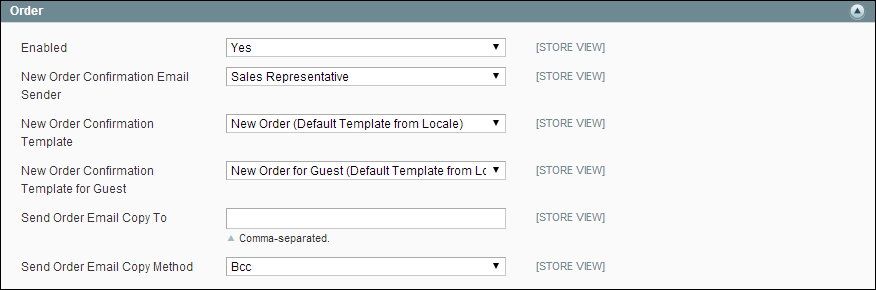 Order
Enabled
Yes
[STORE VIEW]
New Order Confirmation Email
Sender
Sales Representative
[STORE VIEW]
New Order Confirmation
Template
New Order (Default Template from Locale)
[STORE VIEW]
New Order Confirmation
Template for Guest
New Order for Guest (Default Template from Lo
[STORE VIEW]
Send Order Email Copy To
[STORE VIEW]
Comma-separated.
Send Order Email Copy Method
Bcc
[STORE VIEW]